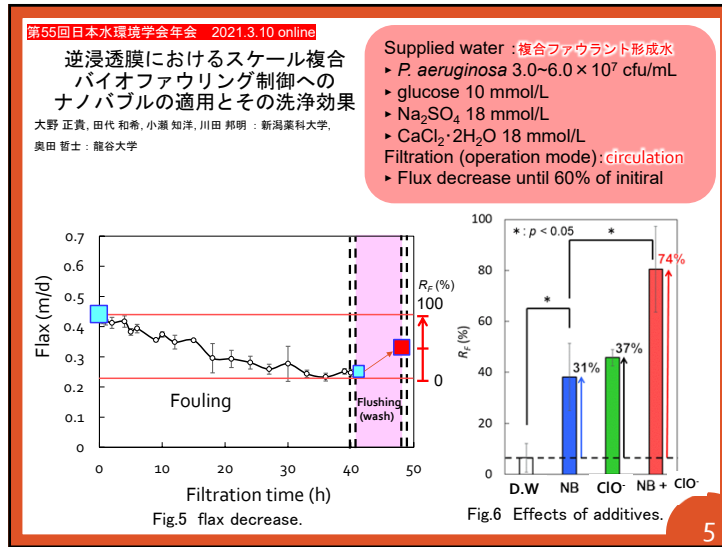 第55回日本水環境学会年会 2021.3.10 online
逆浸透膜におけるスケール複合
バイオファウリング制御への
ナノバブルの適用とその洗浄効果
大野 正貴, 田代 和希, 小瀬 知洋, 川田 邦明 : 新潟薬科大学,
奥田 哲士 : 龍谷大学
Supplied water : 複合ファウラント形成水
▸ P. aeruginosa 3.0~6.0 × 10⁷ cfu/mL
▸ glucose 10 mmol/L
▸ Na₂SO₄ 18 mmol/L
▸ CaCl₂·2H₂O 18 mmol/L
Filtration (operation mode) : circulation
▸ Flux decrease until 60% of initiral
Flax (m/d)
0.7
0.6
0.5
0.4
0.3
0.2
0.1
0
0
10
20
30
40
50
Filtration time (h)
Fouling
Flushing
(wash)
R_F (%)
100
0
Fig.5 flax decrease.
R_F (%)
100
80
60
40
20
0
* : p < 0.05
*
*
31%
37%
74%
D.W
NB
ClO⁻
NB + ClO⁻
Fig.6 Effects of additives.
5